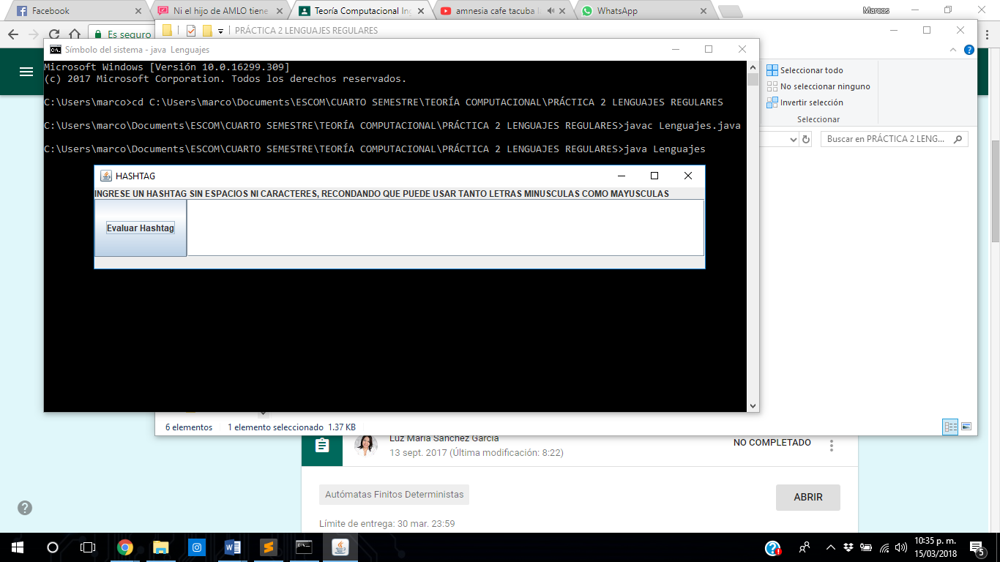 Facebook
Ni el hijo de AMLO tiene
Teoría Computacional Ing
amnesia cafe tacuba
WhatsApp
Marcos
Es seguro
PRÁCTICA 2 LENGUAJES REGULARES
Símbolo del sistema - java  Lenguajes
Microsoft Windows [Versión 10.0.16299.309]
(c) 2017 Microsoft Corporation. Todos los derechos reservados.
C:\Users\marco>cd C:\Users\marco\Documents\ESCOM\CUARTO SEMESTRE\TEORÍA COMPUTACIONAL\PRÁCTICA 2 LENGUAJES REGULARES
C:\Users\marco\Documents\ESCOM\CUARTO SEMESTRE\TEORÍA COMPUTACIONAL\PRÁCTICA 2 LENGUAJES REGULARES>javac Lenguajes.java
C:\Users\marco\Documents\ESCOM\CUARTO SEMESTRE\TEORÍA COMPUTACIONAL\PRÁCTICA 2 LENGUAJES REGULARES>java Lenguajes
HASHTAG
INGRESE UN HASHTAG SIN ESPACIOS NI CARACTERES, RECONDANDO QUE PUEDE USAR TANTO LETRAS MINUSCULAS COMO MAYUSCULAS
Evaluar Hashtag
Seleccionar todo
No seleccionar ninguno
Invertir selección
Seleccionar
Buscar en PRÁCTICA 2 LENG...
6 elementos
1 elemento seleccionado  1.37 KB
Luz María Sánchez García
13 sept. 2017 (Última modificación: 8:22)
NO COMPLETADO
Autómatas Finitos Deterministas
ABRIR
Límite de entrega: 30 mar. 23:59
10:35 p. m.
15/03/2018
5